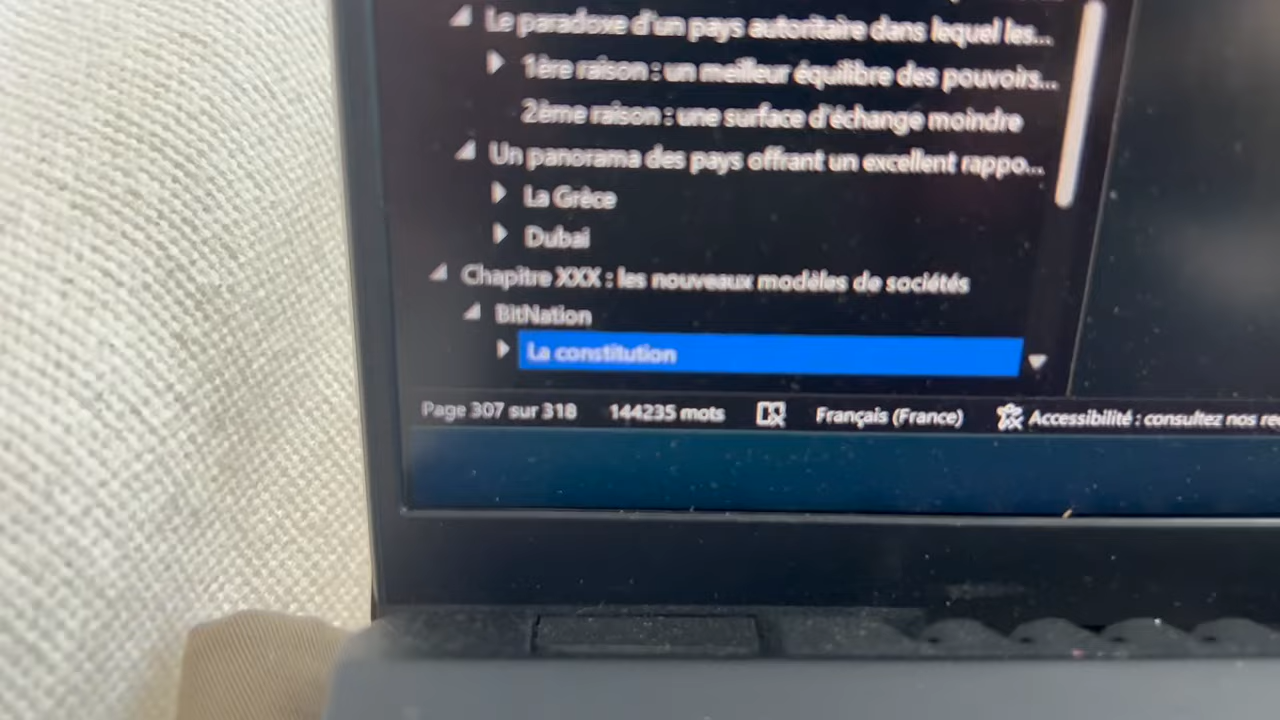 Le paradoxe d'un pays autoritaire dans lequel les...
1ère raison : un meilleur équilibre des pouvoirs...
2ème raison : une surface d'échange moindre
Un panorama des pays offrant un excellent rappo...
La Grèce
Dubai
Chapitre XXX : les nouveaux modèles de sociétés
BitNation
La constitution
Page 307 sur 318 144235 mots Français (France) Accessibilité : consultez nos re